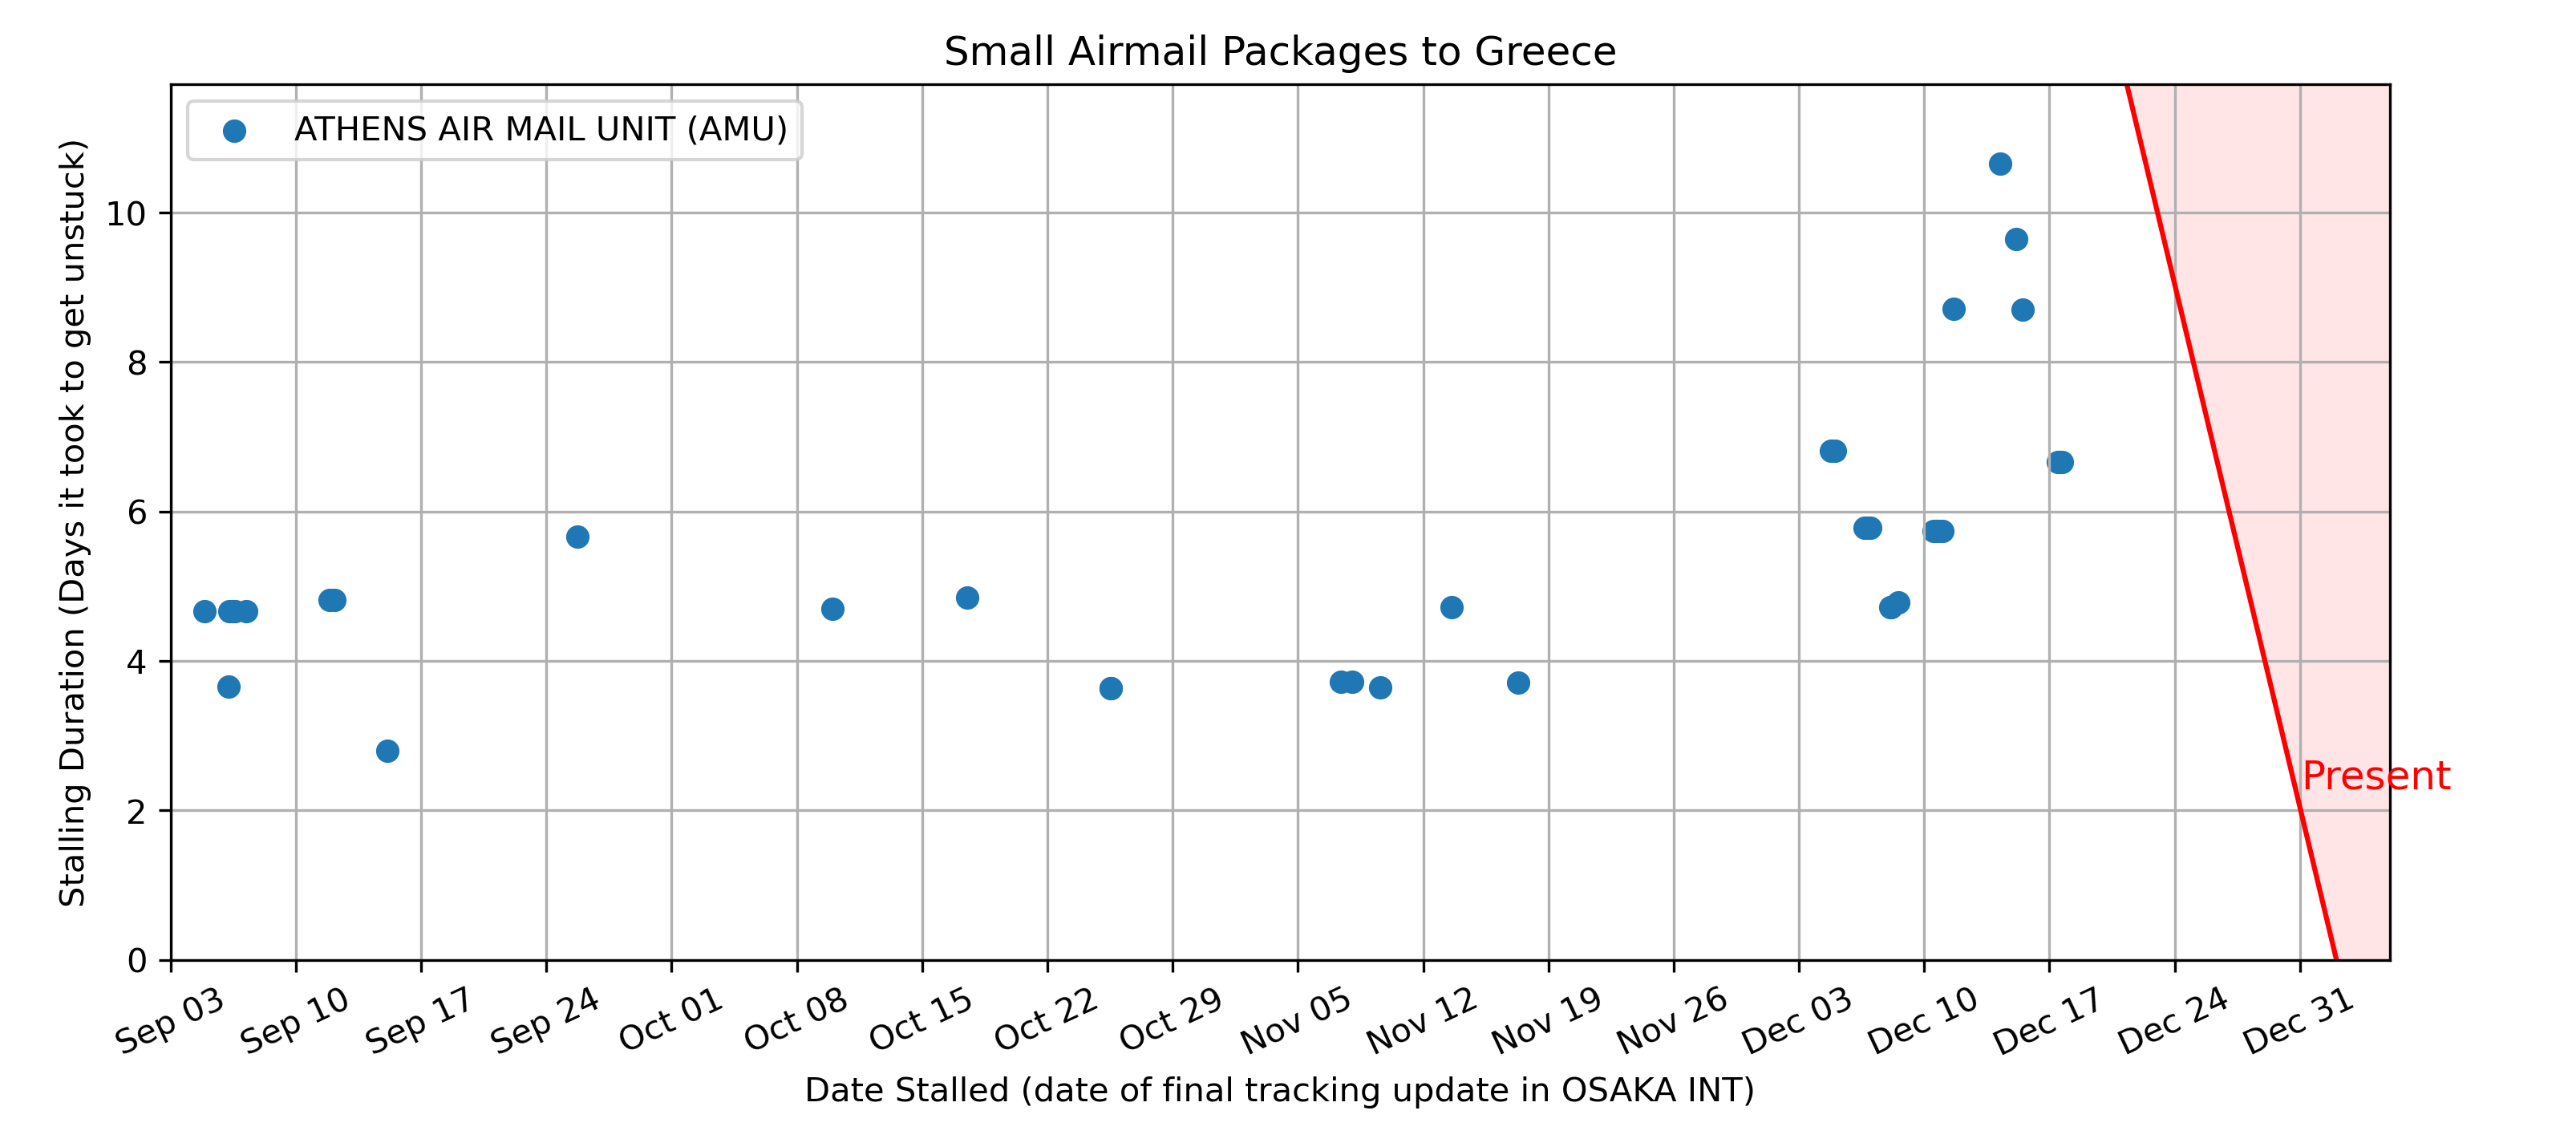 Small Airmail Packages to Greece
ATHENS AIR MAIL UNIT (AMU)
Stalling Duration (Days it took to get unstuck)
10
8
6
4
2
0
Present
Sep 03
Sep 10
Sep 17
Sep 24
Oct 01
Oct 08
Oct 15
Oct 22
Oct 29
Nov 05
Nov 12
Nov 19
Nov 26
Dec 03
Dec 10
Dec 17
Dec 24
Dec 31
Date Stalled (date of final tracking update in OSAKA INT)